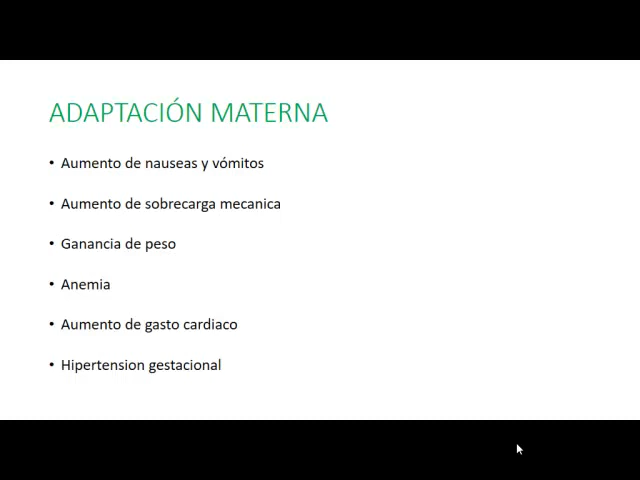 ADAPTACIÓN MATERNA
• Aumento de nauseas y vómitos
• Aumento de sobrecarga mecanica
• Ganancia de peso
• Anemia
• Aumento de gasto cardiaco
• Hipertension gestacional